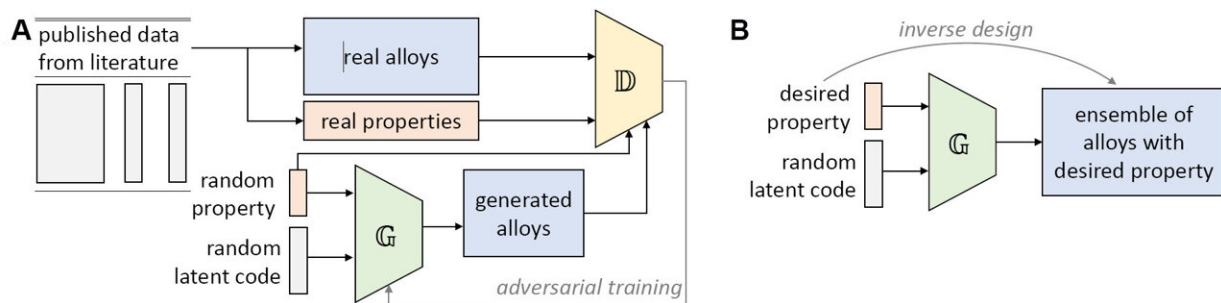 A
published data
from literature
real alloys
real properties
𝔻
random
property
random
latent code
𝔾
generated
alloys
adversarial training
B
inverse design
desired
property
random
latent code
𝔾
ensemble of
alloys with
desired property